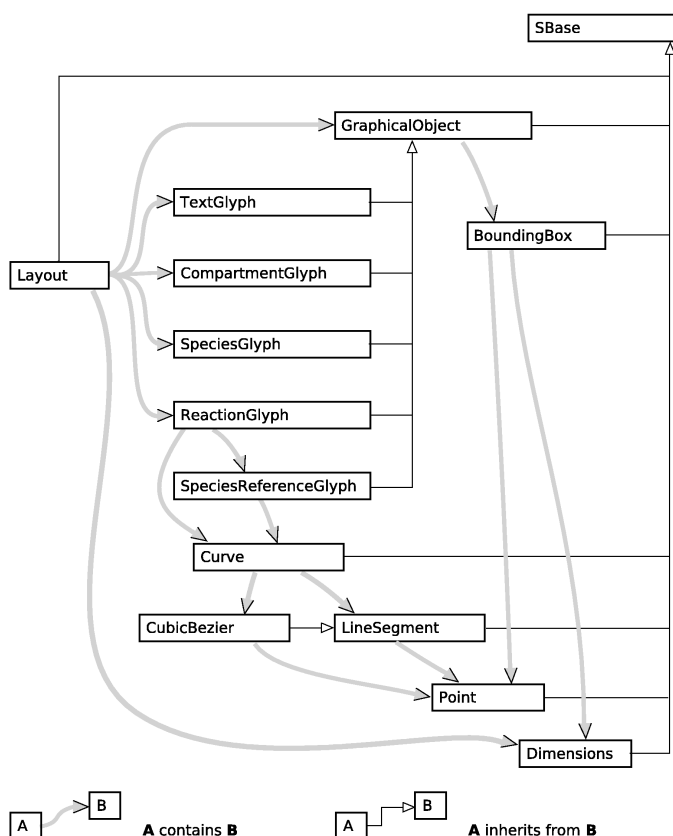 SBase
GraphicalObject
TextGlyph
BoundingBox
Layout
CompartmentGlyph
SpeciesGlyph
ReactionGlyph
SpeciesReferenceGlyph
Curve
CubicBezier
LineSegment
Point
Dimensions
A
B
A contains B
A
B
A inherits from B